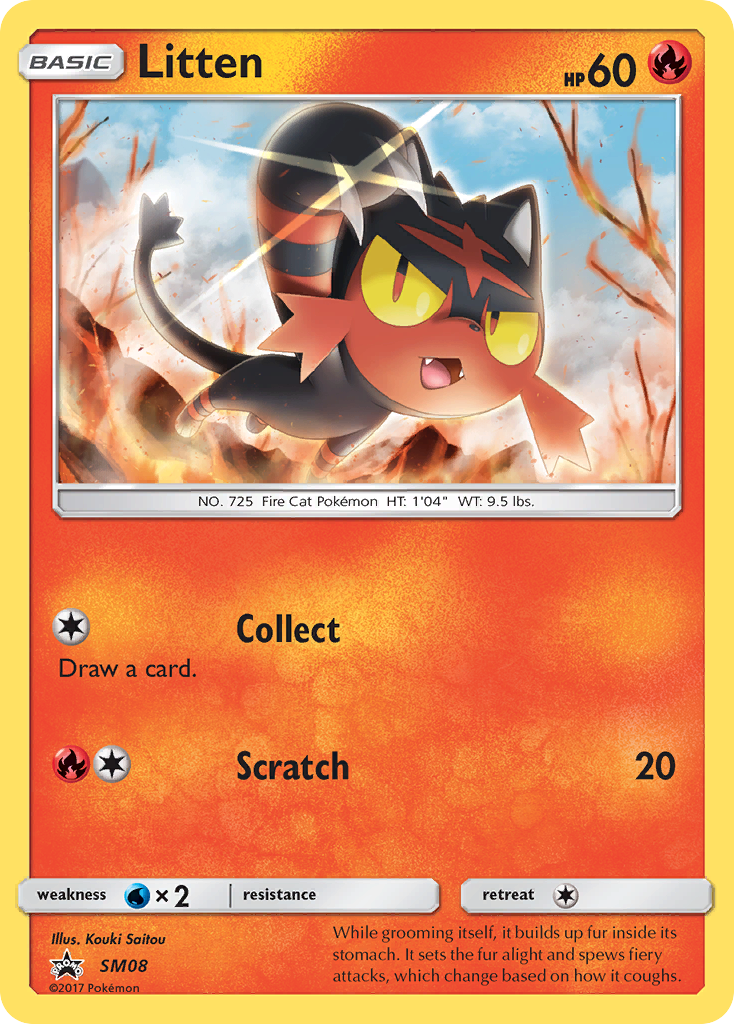 BASIC Litten HP60
NO. 725 Fire Cat Pokémon HT: 1'04" WT: 9.5 lbs.
Collect
Draw a card.
Scratch 20
weakness ×2 resistance retreat
Illus. Kouki Saitou
PROMO SM08
©2017 Pokémon
While grooming itself, it builds up fur inside its
stomach. It sets the fur alight and spews fiery
attacks, which change based on how it coughs.